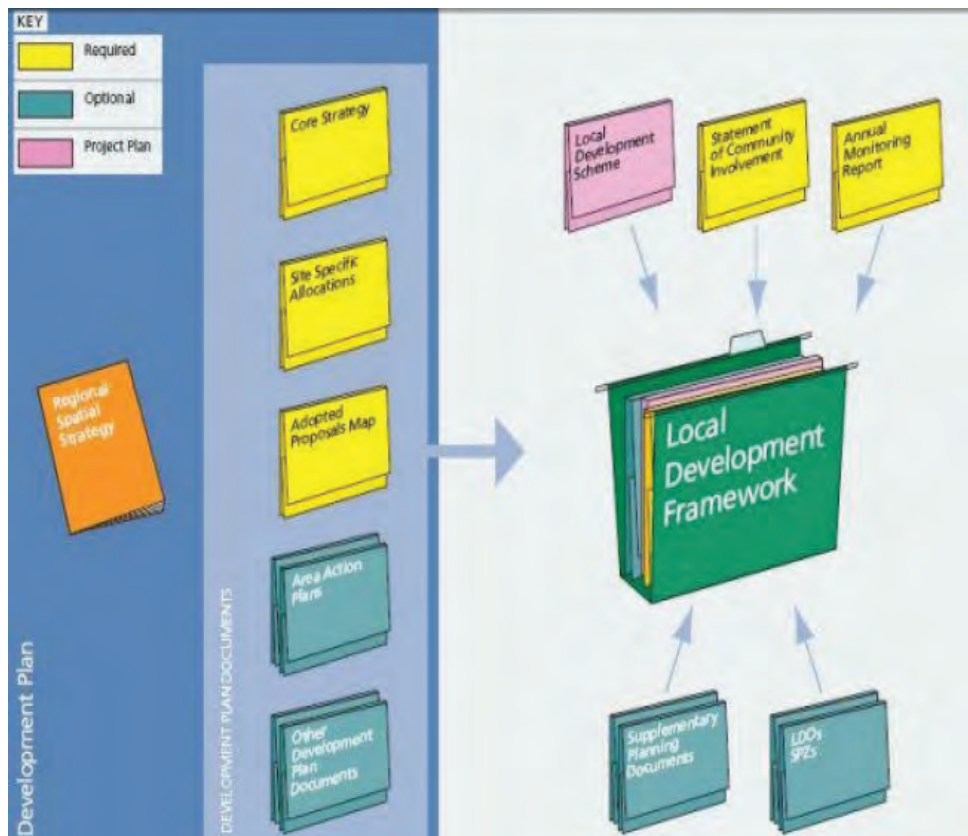 KEY
Required
Optional
Project Plan
Core Strategy
Site Specific
Allocations
Adopted
Proposals Map
Area Action
Plans
Other
Development
Plan
Documents
DEVELOPMENT PLAN DOCUMENTS
Regional
Spatial
Strategy
Development Plan
Local
Development
Scheme
Statement
of Community
Involvement
Annual
Monitoring
Report
Local
Development
Framework
Supplementary
Planning
Documents
LDOs
SPZs